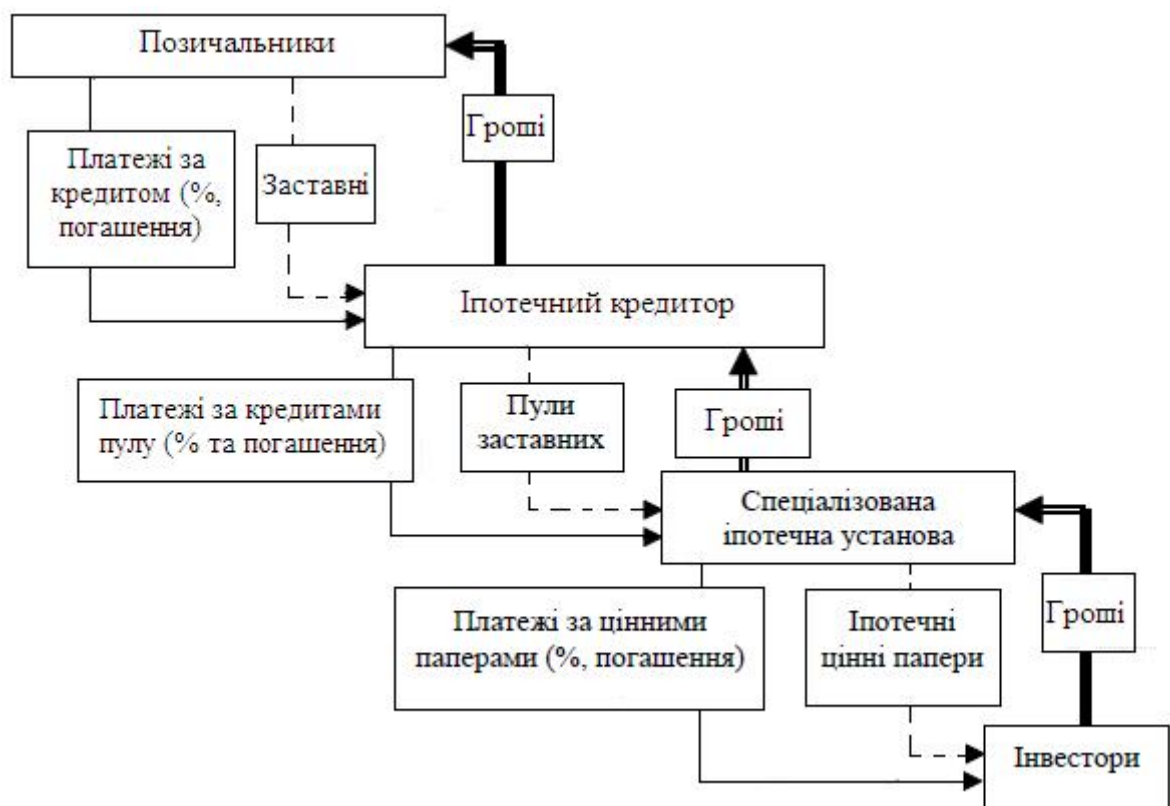 Позичальники
Гроші
Платежі за
кредитом (%,
погашення)
Заставні
Іпотечний кредитор
Платежі за кредитами
пулу (% та погашення)
Пули
заставних
Гроші
Спеціалізована
іпотечна установа
Платежі за цінними
паперами (%, погашення)
Іпотечні
цінні папери
Гроші
Інвестори